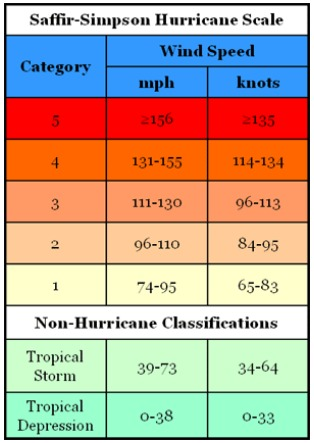 Saffir-Simpson Hurricane Scale
Category
Wind Speed
mph knots
5 ≥156 ≥135
4 131-155 114-134
3 111-130 96-113
2 96-110 84-95
1 74-95 65-83
Non-Hurricane Classifications
Tropical
Storm
39-73 34-64
Tropical
Depression
0-38 0-33